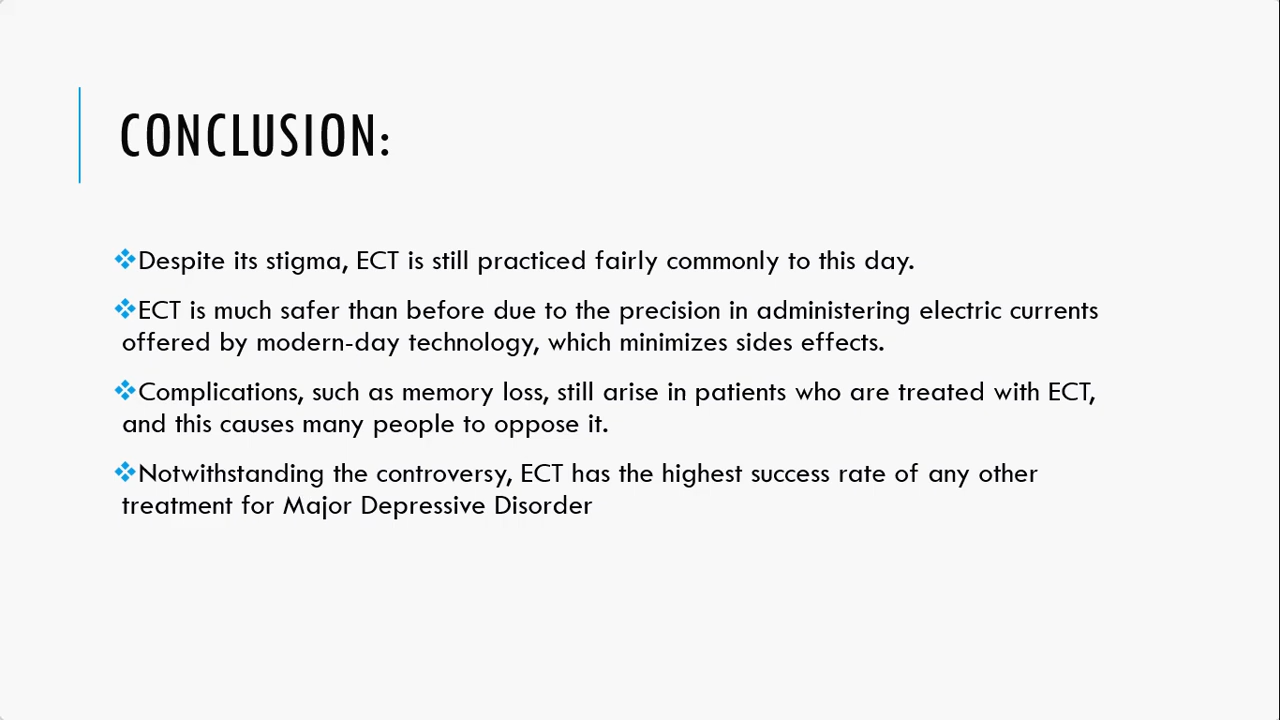 CONCLUSION:
❖Despite its stigma, ECT is still practiced fairly commonly to this day.
❖ECT is much safer than before due to the precision in administering electric currents
offered by modern-day technology, which minimizes sides effects.
❖Complications, such as memory loss, still arise in patients who are treated with ECT,
and this causes many people to oppose it.
❖Notwithstanding the controversy, ECT has the highest success rate of any other
treatment for Major Depressive Disorder